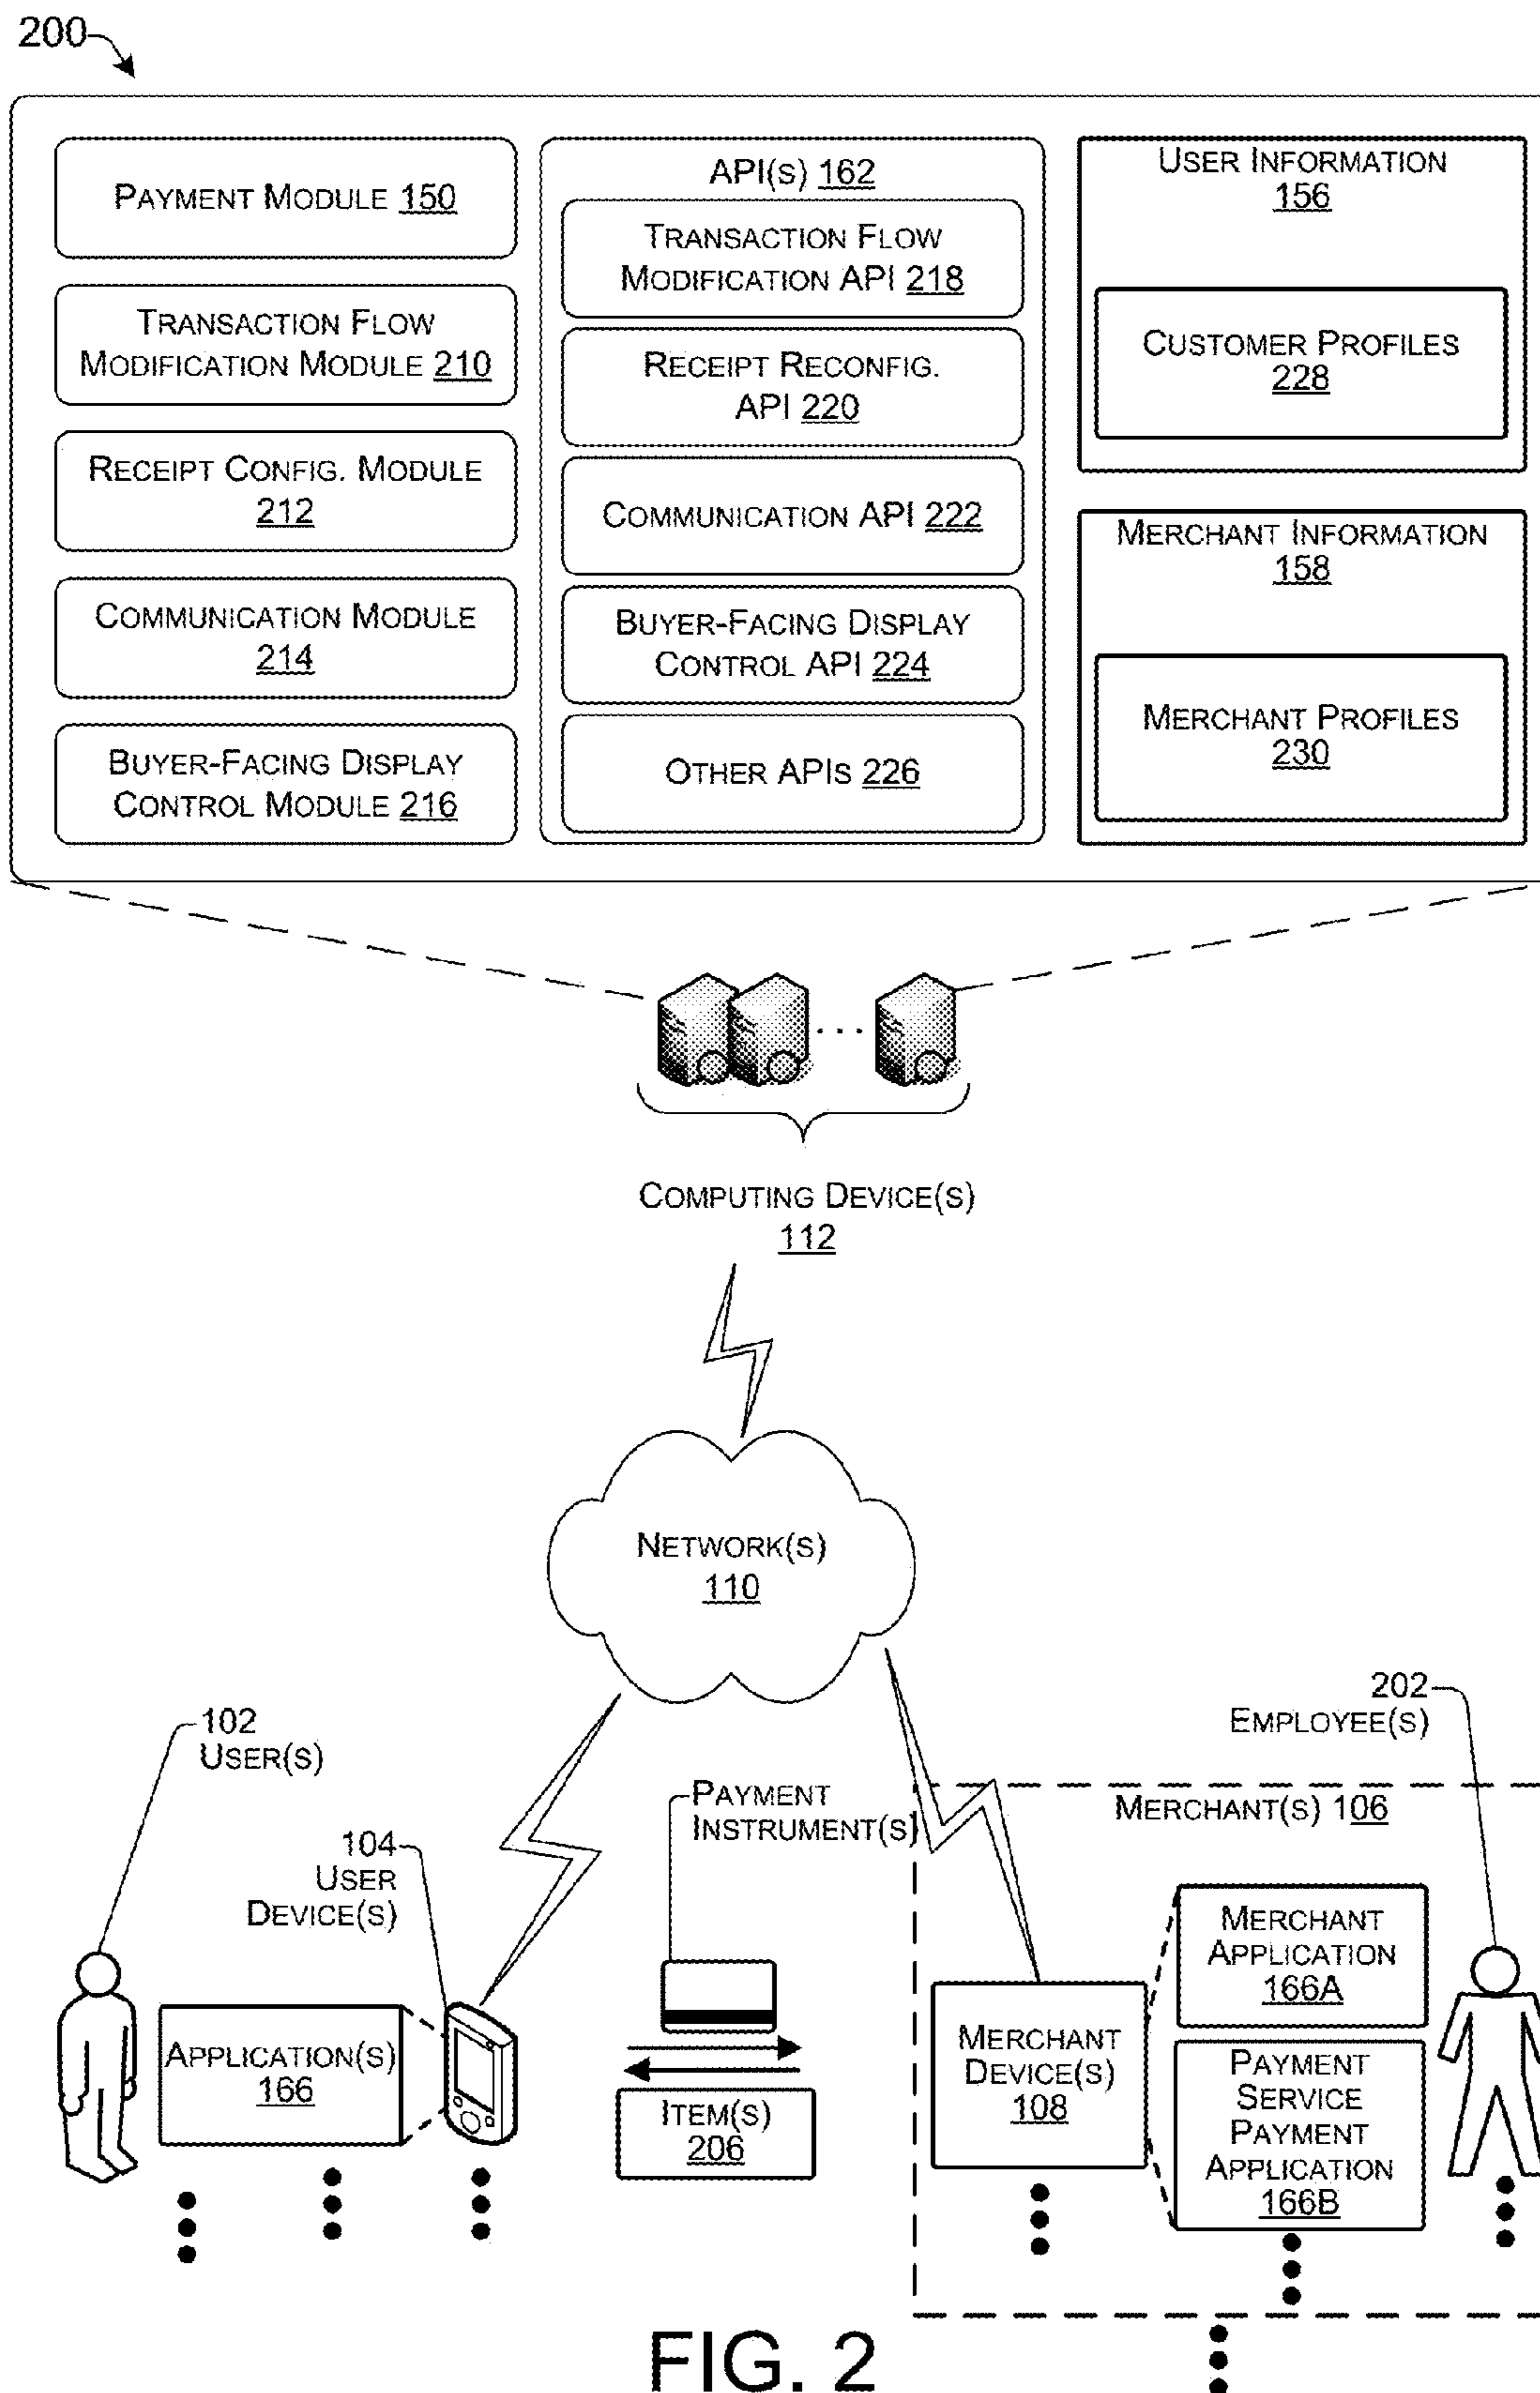 200
PAYMENT MODULE 150
TRANSACTION FLOW
MODIFICATION MODULE 210
RECEIPT CONFIG. MODULE
212
COMMUNICATION MODULE
214
BUYER-FACING DISPLAY
CONTROL MODULE 216
API(S) 162
TRANSACTION FLOW
MODIFICATION API 218
RECEIPT RECONFIG.
API 220
COMMUNICATION API 222
BUYER-FACING DISPLAY
CONTROL API 224
OTHER APIS 226
USER INFORMATION
156
CUSTOMER PROFILES
228
MERCHANT INFORMATION
158
MERCHANT PROFILES
230
COMPUTING DEVICE(S)
112
NETWORK(S)
110
102
USER(S)
104
USER
DEVICE(S)
APPLICATION(S)
166
PAYMENT
INSTRUMENT(S)
ITEM(S)
206
202
EMPLOYEE(S)
MERCHANT(S) 106
MERCHANT
DEVICE(S)
108
MERCHANT
APPLICATION
166A
PAYMENT
SERVICE
PAYMENT
APPLICATION
166B
FIG. 2